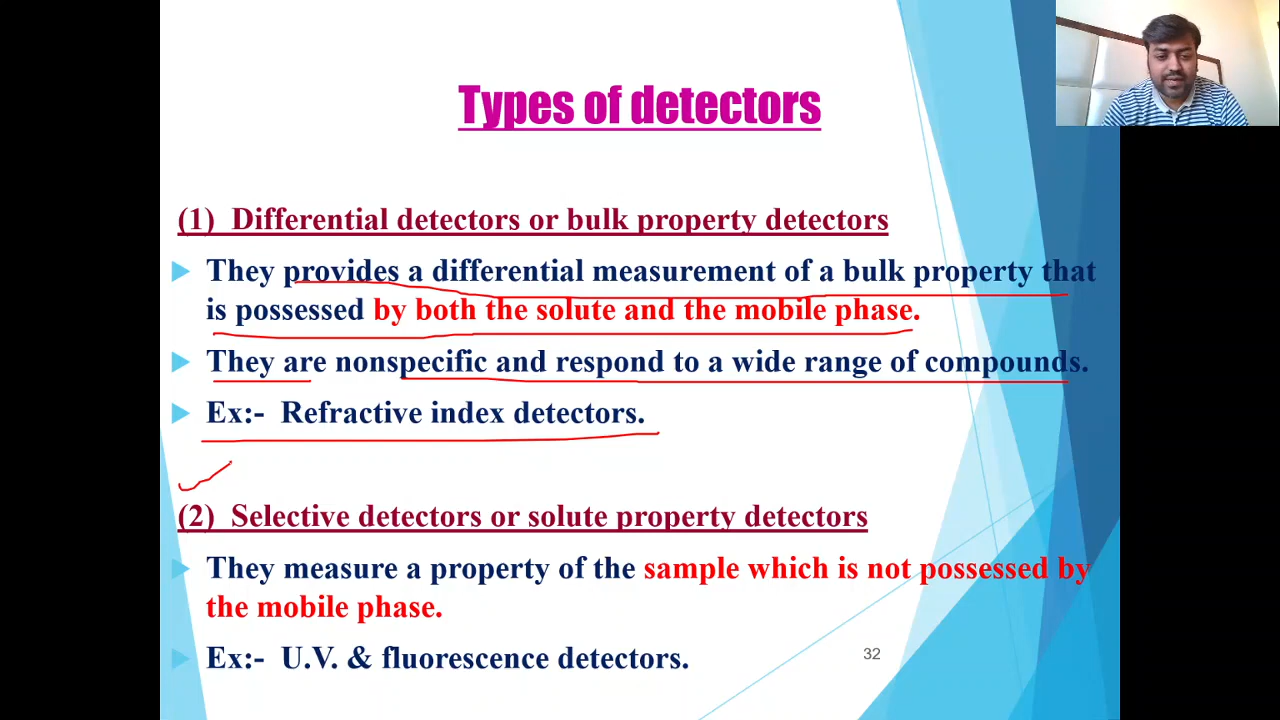 Types of detectors
(1) Differential detectors or bulk property detectors
They provides a differential measurement of a bulk property that
is possessed by both the solute and the mobile phase.
They are nonspecific and respond to a wide range of compounds.
Ex:- Refractive index detectors.
(2) Selective detectors or solute property detectors
They measure a property of the sample which is not possessed by
the mobile phase.
Ex:- U.V. & fluorescence detectors.
32